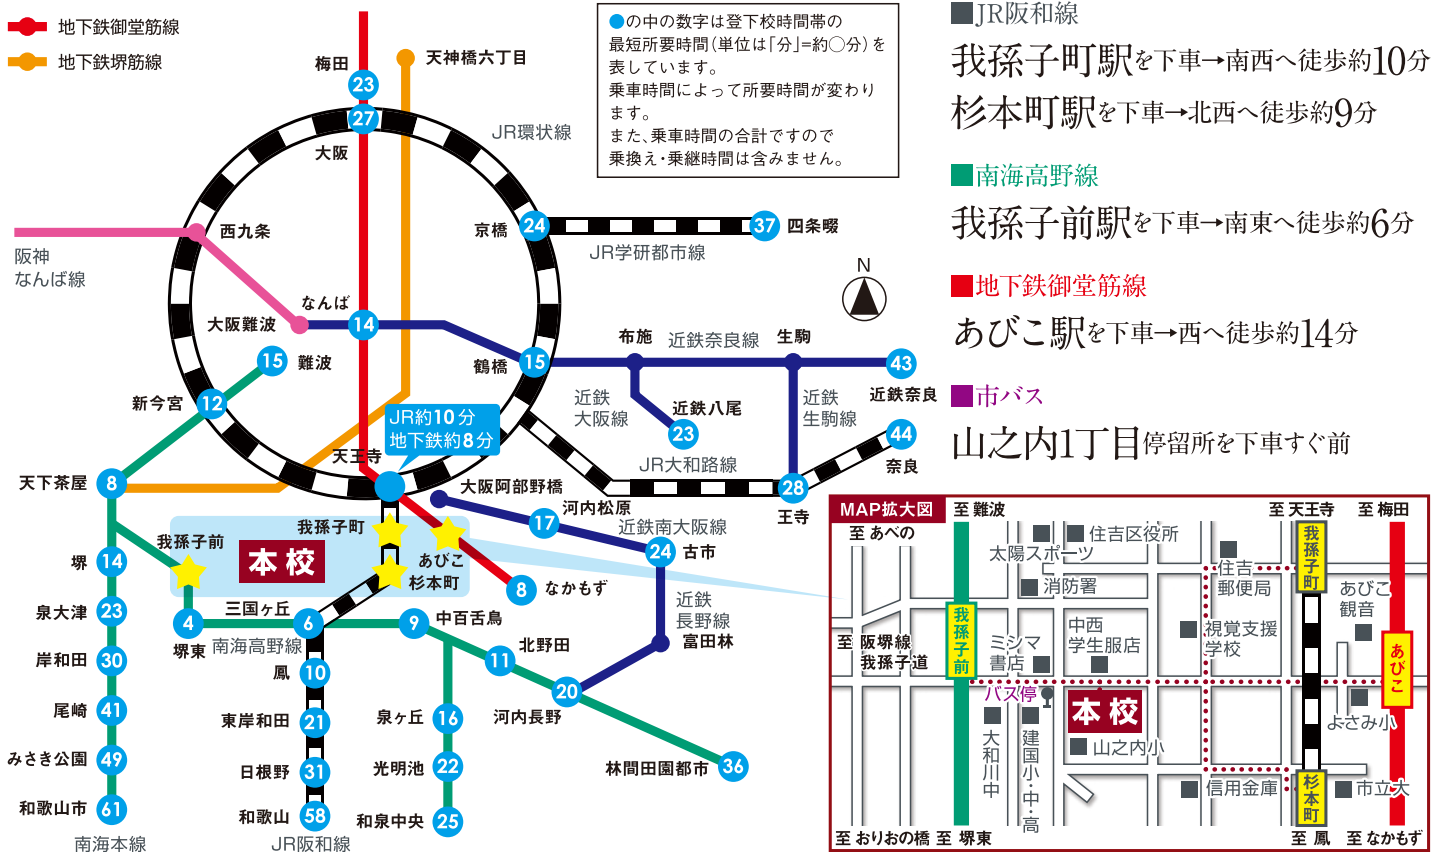 地下鉄御堂筋線
地下鉄堺筋線
●の中の数字は登下校時間帯の
最短所要時間(単位は「分」=約○分)を
表しています。
乗車時間によって所要時間が変わり
ます。
また、乗車時間の合計ですので
乗換え・乗継時間は含みません。
梅田
23
27
大阪
天神橋六丁目
JR環状線
西九条
阪神
なんば線
京橋
24
JR学研都市線
37
四条畷
N
なんば
大阪難波
14
15
難波
鶴橋
15
布施
近鉄奈良線
生駒
43
近鉄奈良
新今宮
12
近鉄
大阪線
近鉄八尾
23
近鉄
生駒線
JR約10分
地下鉄約8分
天王寺
44
奈良
JR大和路線
28
王寺
天下茶屋
8
大阪阿部野橋
河内松原
17
近鉄南大阪線
24
古市
我孫子町
我孫子前
本校
あびこ
杉本町
8
なかもず
堺
14
近鉄
長野線
富田林
泉大津
23
4
堺東
三国ヶ丘
6
南海高野線
9
中百舌鳥
北野田
11
岸和田
30
鳳
10
20
河内長野
尾崎
41
東岸和田
21
泉ヶ丘
16
みさき公園
49
日根野
31
光明池
22
36
林間田園都市
和歌山市
61
和歌山
58
和泉中央
25
南海本線
JR阪和線
■JR阪和線
我孫子町駅を下車→南西へ徒歩約10分
杉本町駅を下車→北西へ徒歩約9分
■南海高野線
我孫子前駅を下車→南東へ徒歩約6分
■地下鉄御堂筋線
あびこ駅を下車→西へ徒歩約14分
■市バス
山之内1丁目停留所を下車すぐ前
MAP拡大図
至 難波
至 天王寺
至 梅田
至 あべの
太陽スポーツ
住吉区役所
消防署
住吉
郵便局
我孫子町
あびこ
観音
我孫子前
至 阪堺線
我孫子道
ミシマ
書店
中西
学生服店
視覚支援
学校
あびこ
バス停
本校
大和川中
建国小・中・高
山之内小
よさみ小
信用金庫
杉本町
市立大
至 おりおの橋
至 堺東
至 鳳
至 なかもず